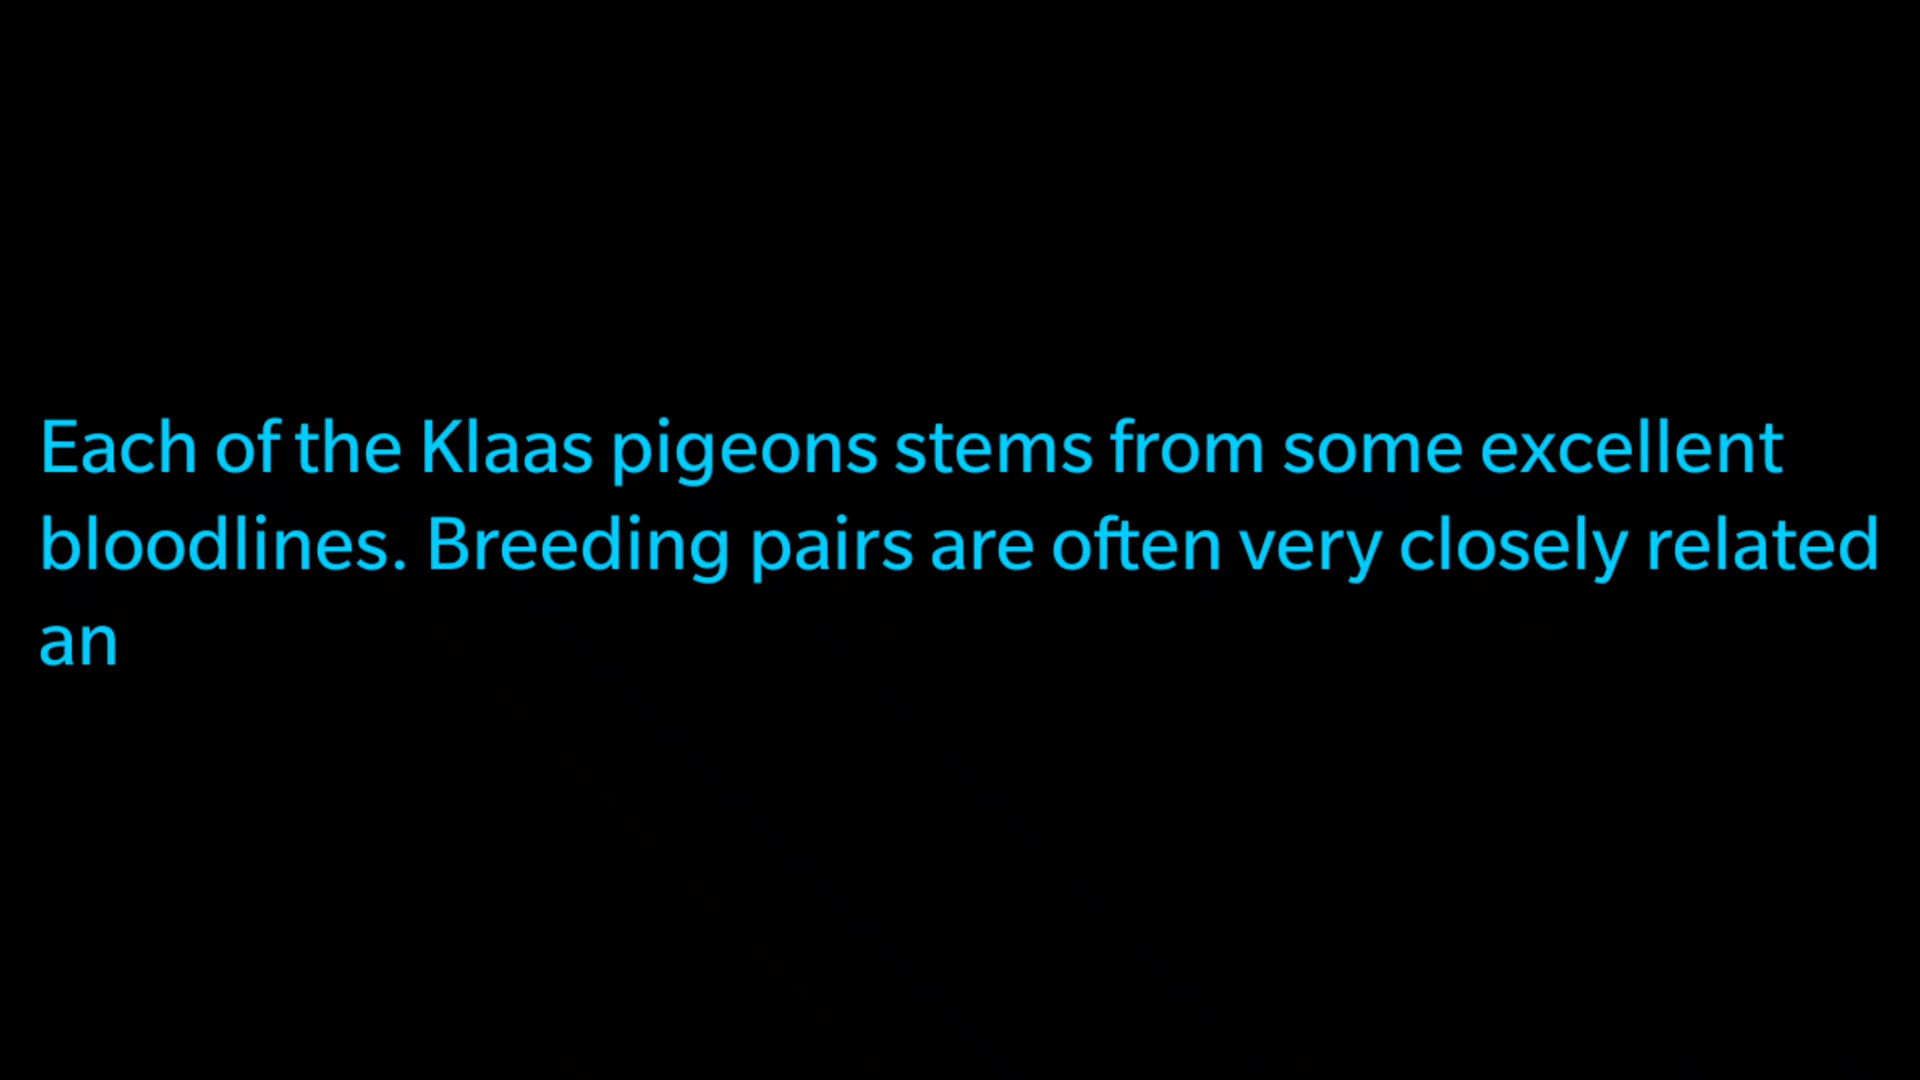 Each of the Klaas pigeons stems from some excellent
bloodlines. Breeding pairs are often very closely related
an